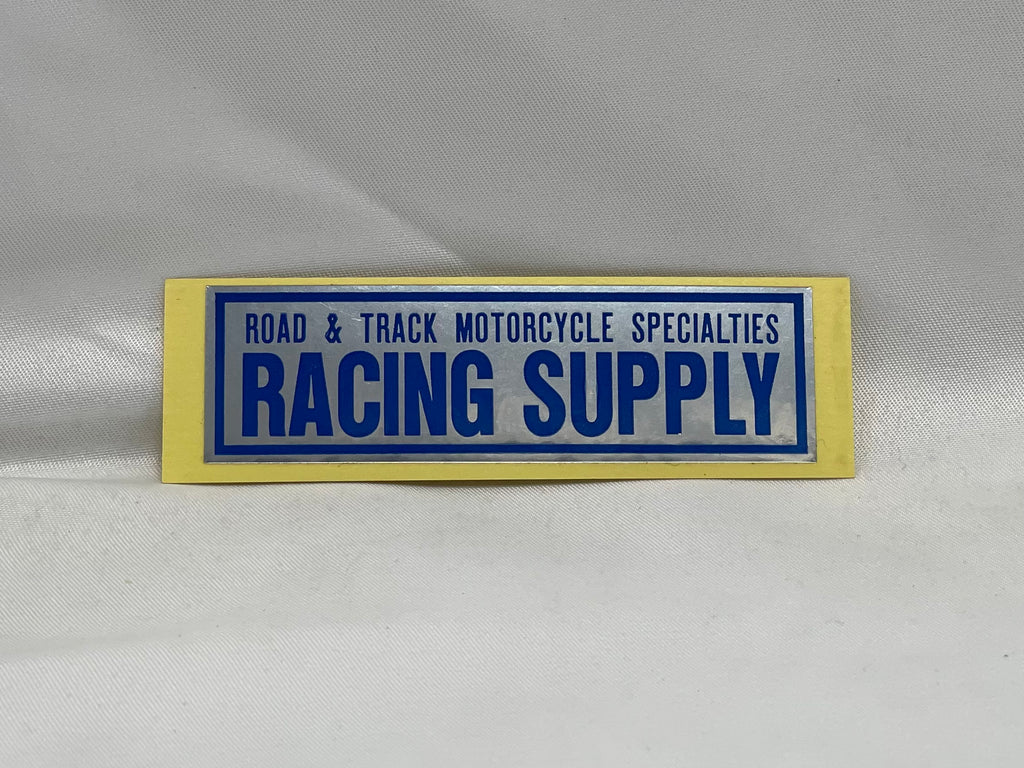 ROAD & TRACK MOTORCYCLE SPECIALTIES
RACING SUPPLY